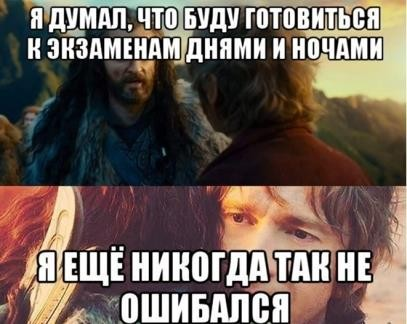 Я ДУМАЛ, ЧТО БУДУ ГОТОВИТЬСЯ
К ЭКЗАМЕНАМ ДНЯМИ И НОЧАМИ
Я ЕЩЁ НИКОГДА ТАК НЕ
ОШИБАЛСЯ